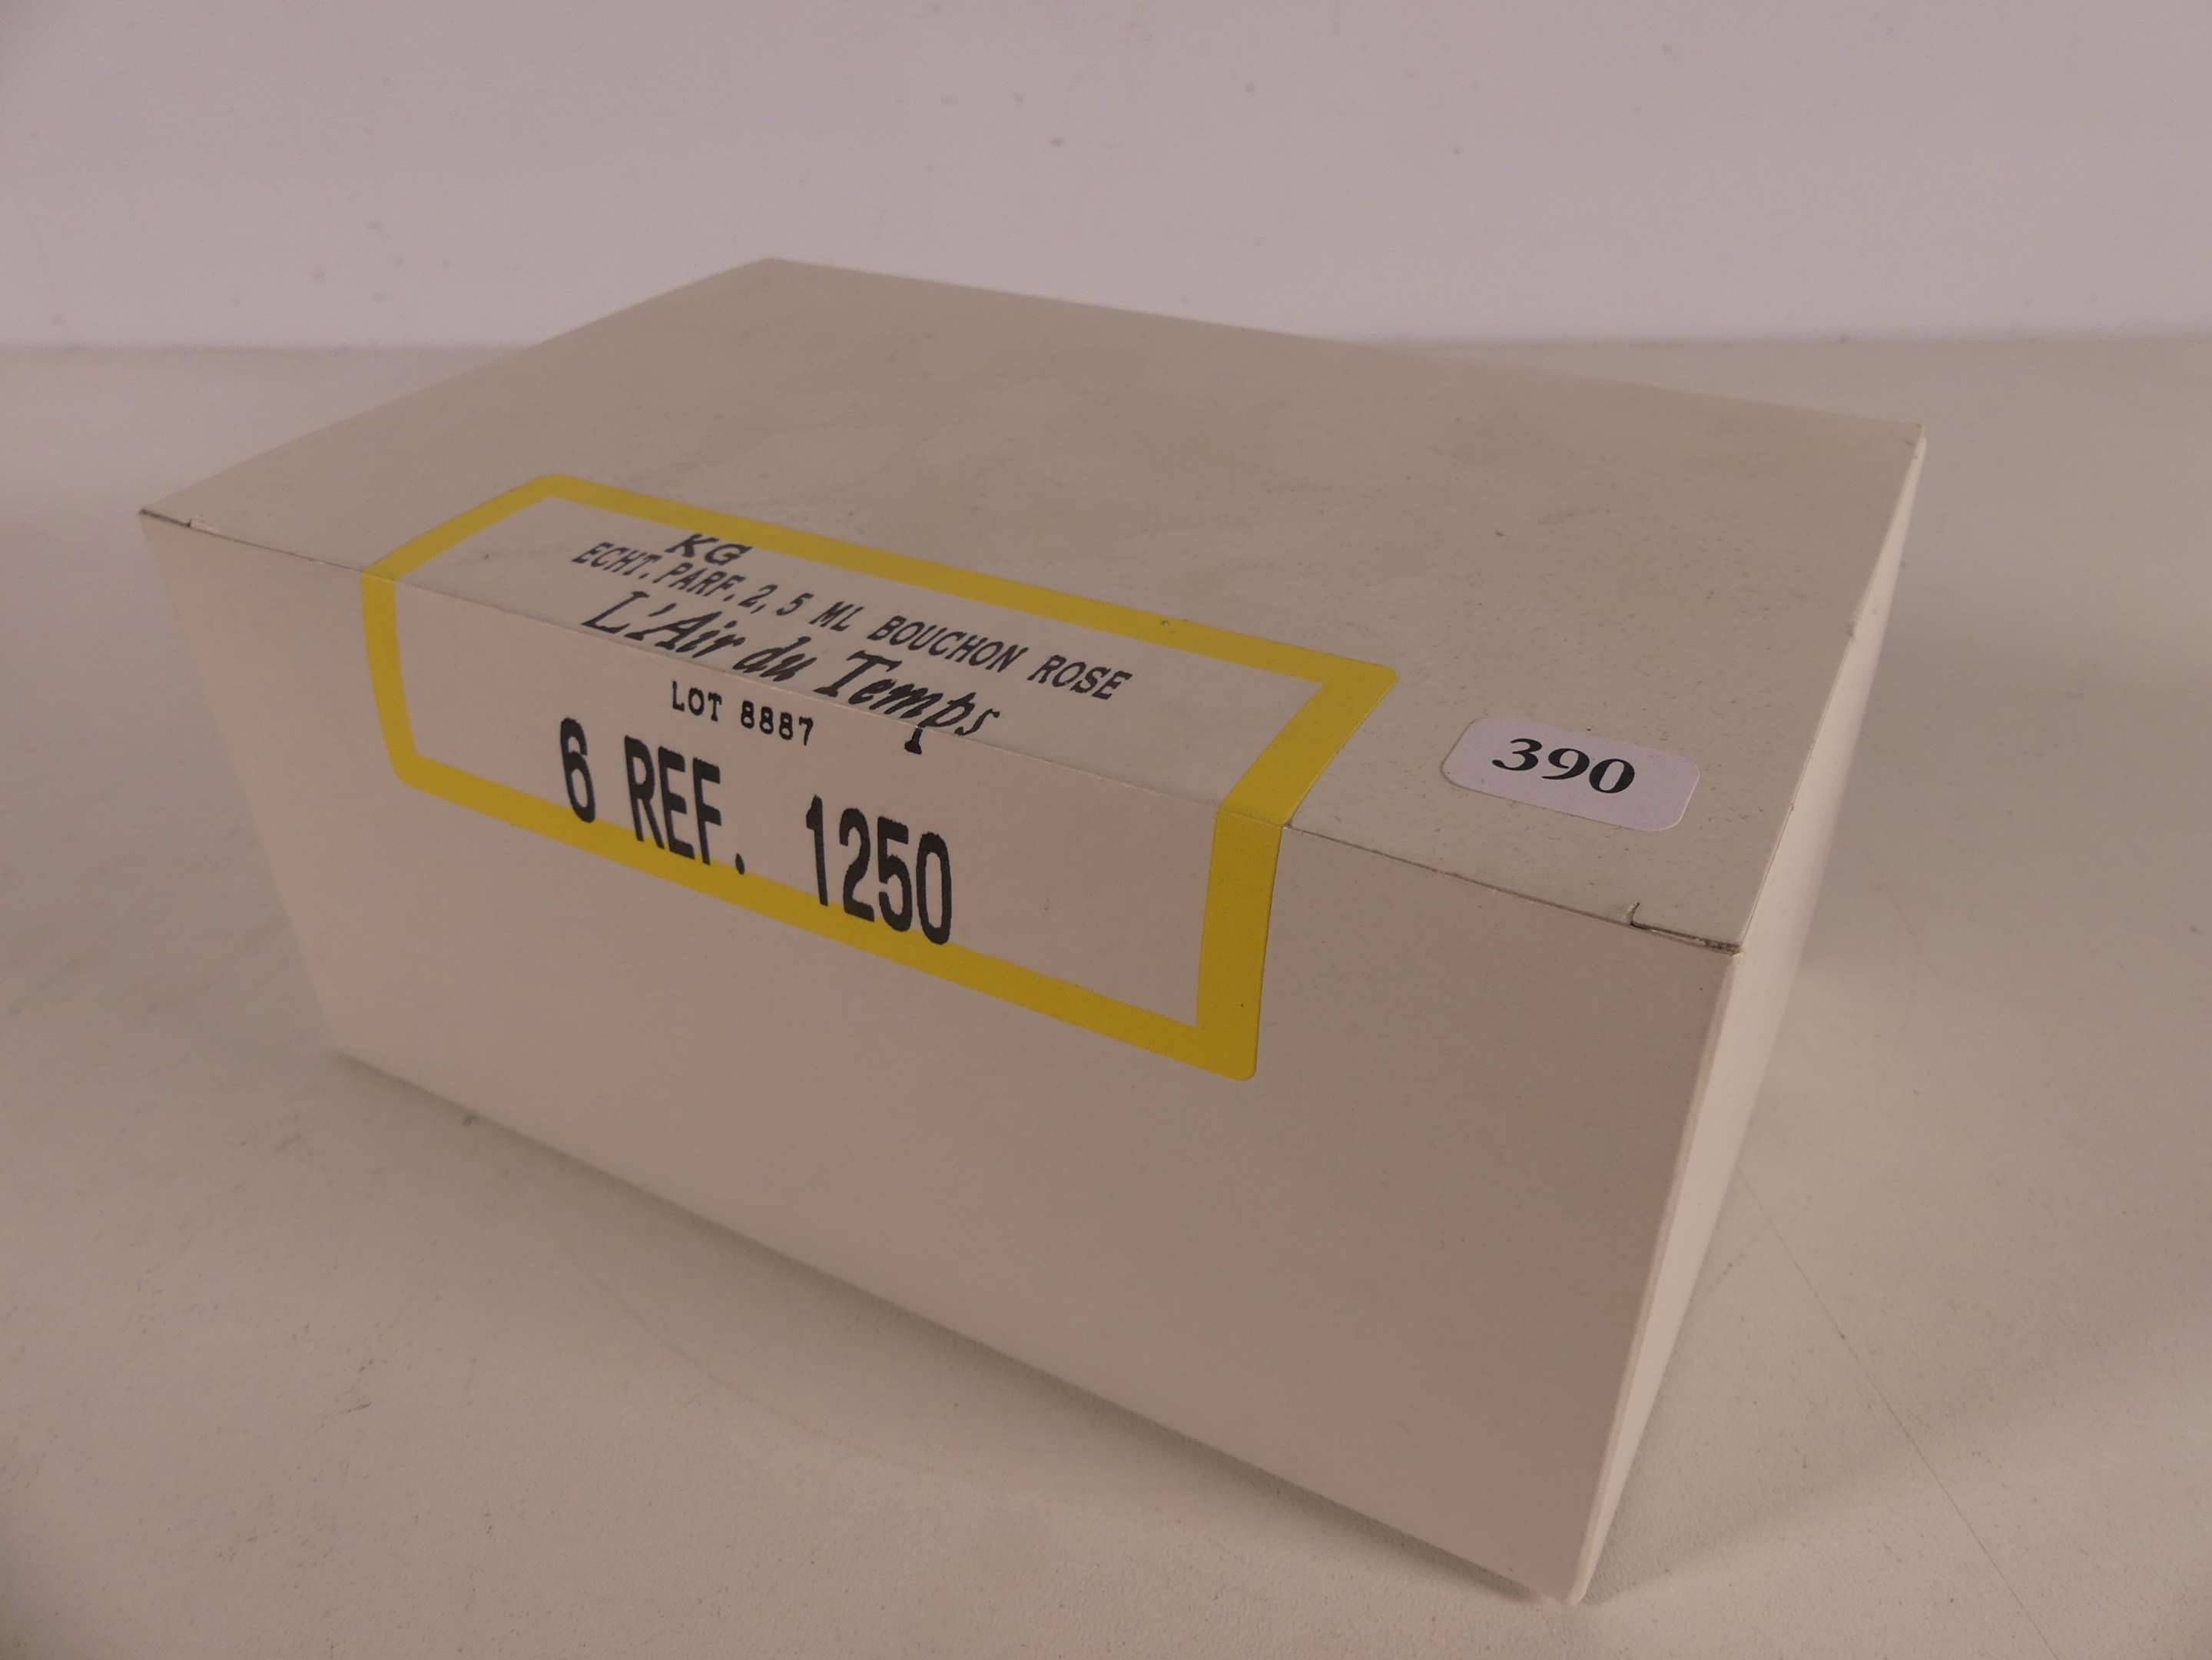 KG
ECHT. PARF. 2,5 ML BOUCHON ROSE
L'Air du Temps
LOT 8887
6 REF. 1250
390